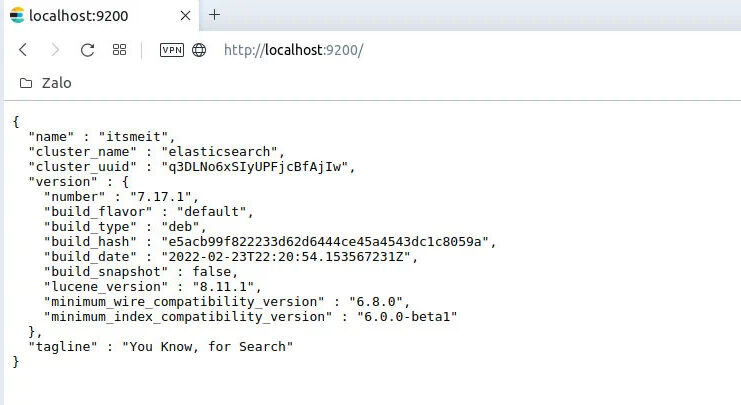 localhost:9200
VPN http://localhost:9200/
Zalo
{
"name" : "itsmeit",
"cluster_name" : "elasticsearch",
"cluster_uuid" : "q3DLNo6xSIyUPFjcBfAjIw",
"version" : {
"number" : "7.17.1",
"build_flavor" : "default",
"build_type" : "deb",
"build_hash" : "e5acb99f822233d62d6444ce45a4543dc1c8059a",
"build_date" : "2022-02-23T22:20:54.153567231Z",
"build_snapshot" : false,
"lucene_version" : "8.11.1",
"minimum_wire_compatibility_version" : "6.8.0",
"minimum_index_compatibility_version" : "6.0.0-beta1"
},
"tagline" : "You Know, for Search"
}